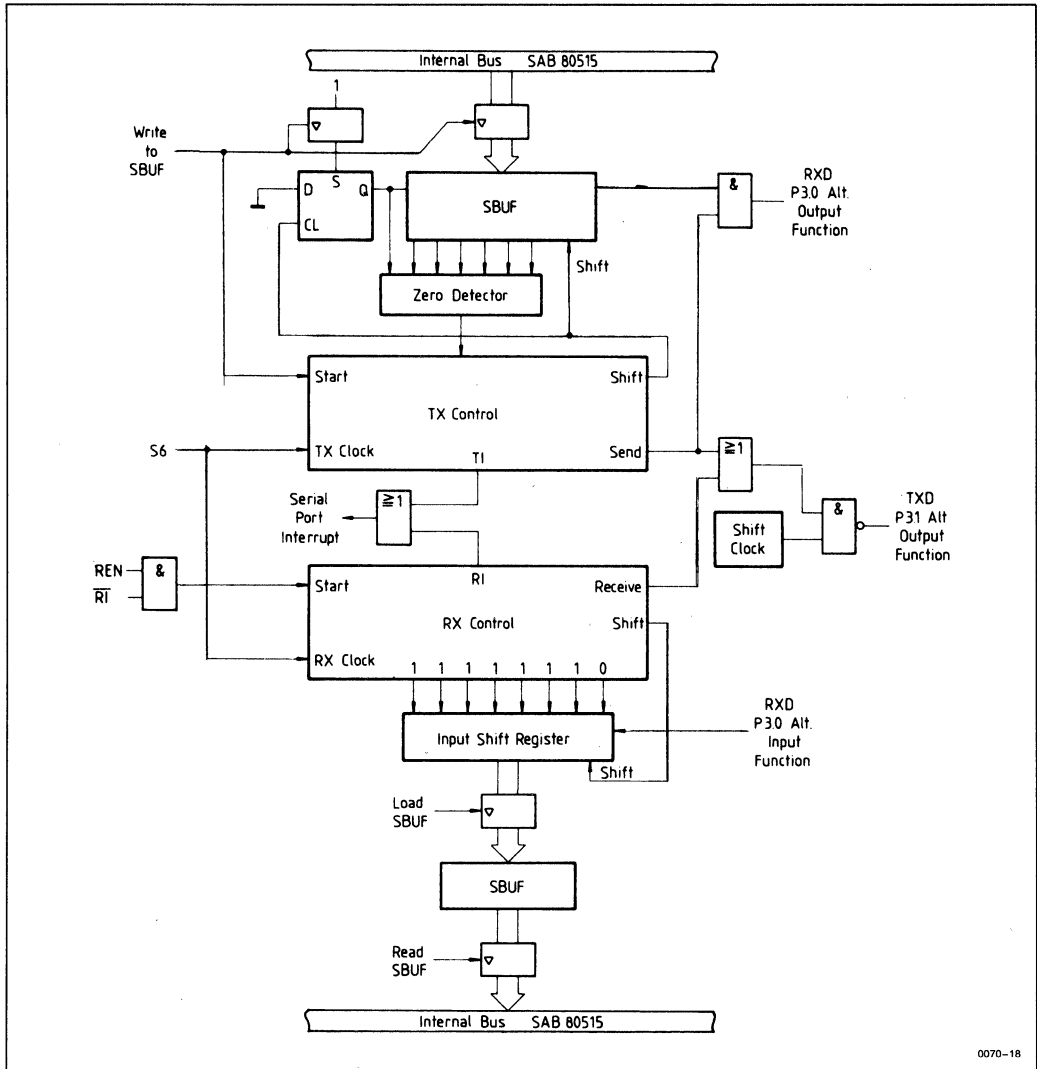 Internal Bus SAB 80515
1
Write
to
SBUF
S
D
Q
CL
SBUF
&
RXD
P3.0 Alt.
Output
Function
Shift
Zero Detector
Start
Shift
TX Control
S6
TX Clock
TI
Send
≧1
Serial
Port
Interrupt
≧1
Shift
Clock
&
TXD
P3.1 Alt
Output
Function
REN
RI
&
Start
RI
Receive
RX Control
Shift
RX Clock
1 1 1 1 1 1 1 0
Input Shift Register
RXD
P3.0 Alt.
Input
Function
Shift
Load
SBUF
SBUF
Read
SBUF
Internal Bus SAB 80515
0070-18